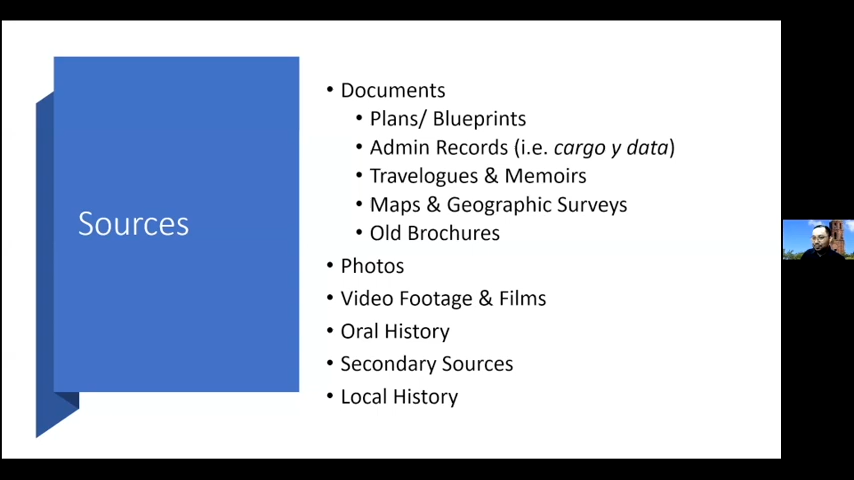 Sources
• Documents
• Plans/ Blueprints
• Admin Records (i.e. cargo y data)
• Travelogues & Memoirs
• Maps & Geographic Surveys
• Old Brochures
• Photos
• Video Footage & Films
• Oral History
• Secondary Sources
• Local History